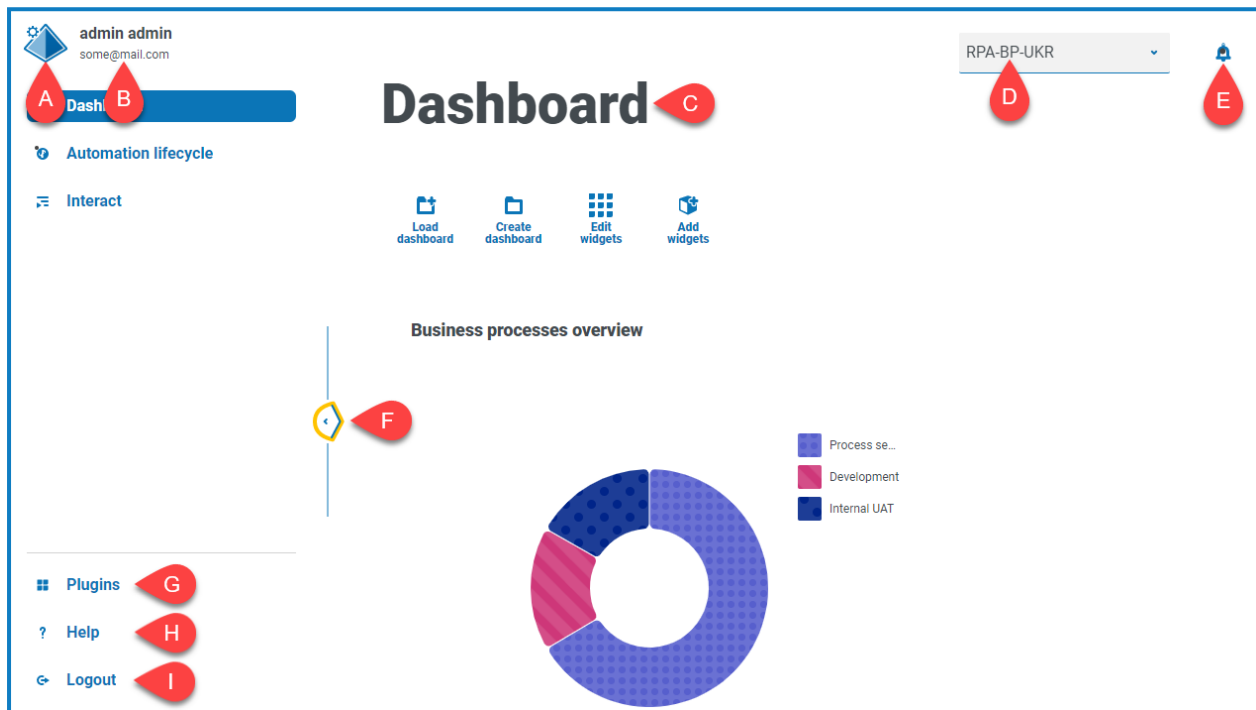 admin admin
some@mail.com
RPA-BP-UKR
A
B
C
D
E
Dashboard
Dash
Automation lifecycle
Interact
Load dashboard
Create dashboard
Edit widgets
Add widgets
Business processes overview
F
Process se...
Development
Internal UAT
Plugins
G
?
Help
H
Logout
I